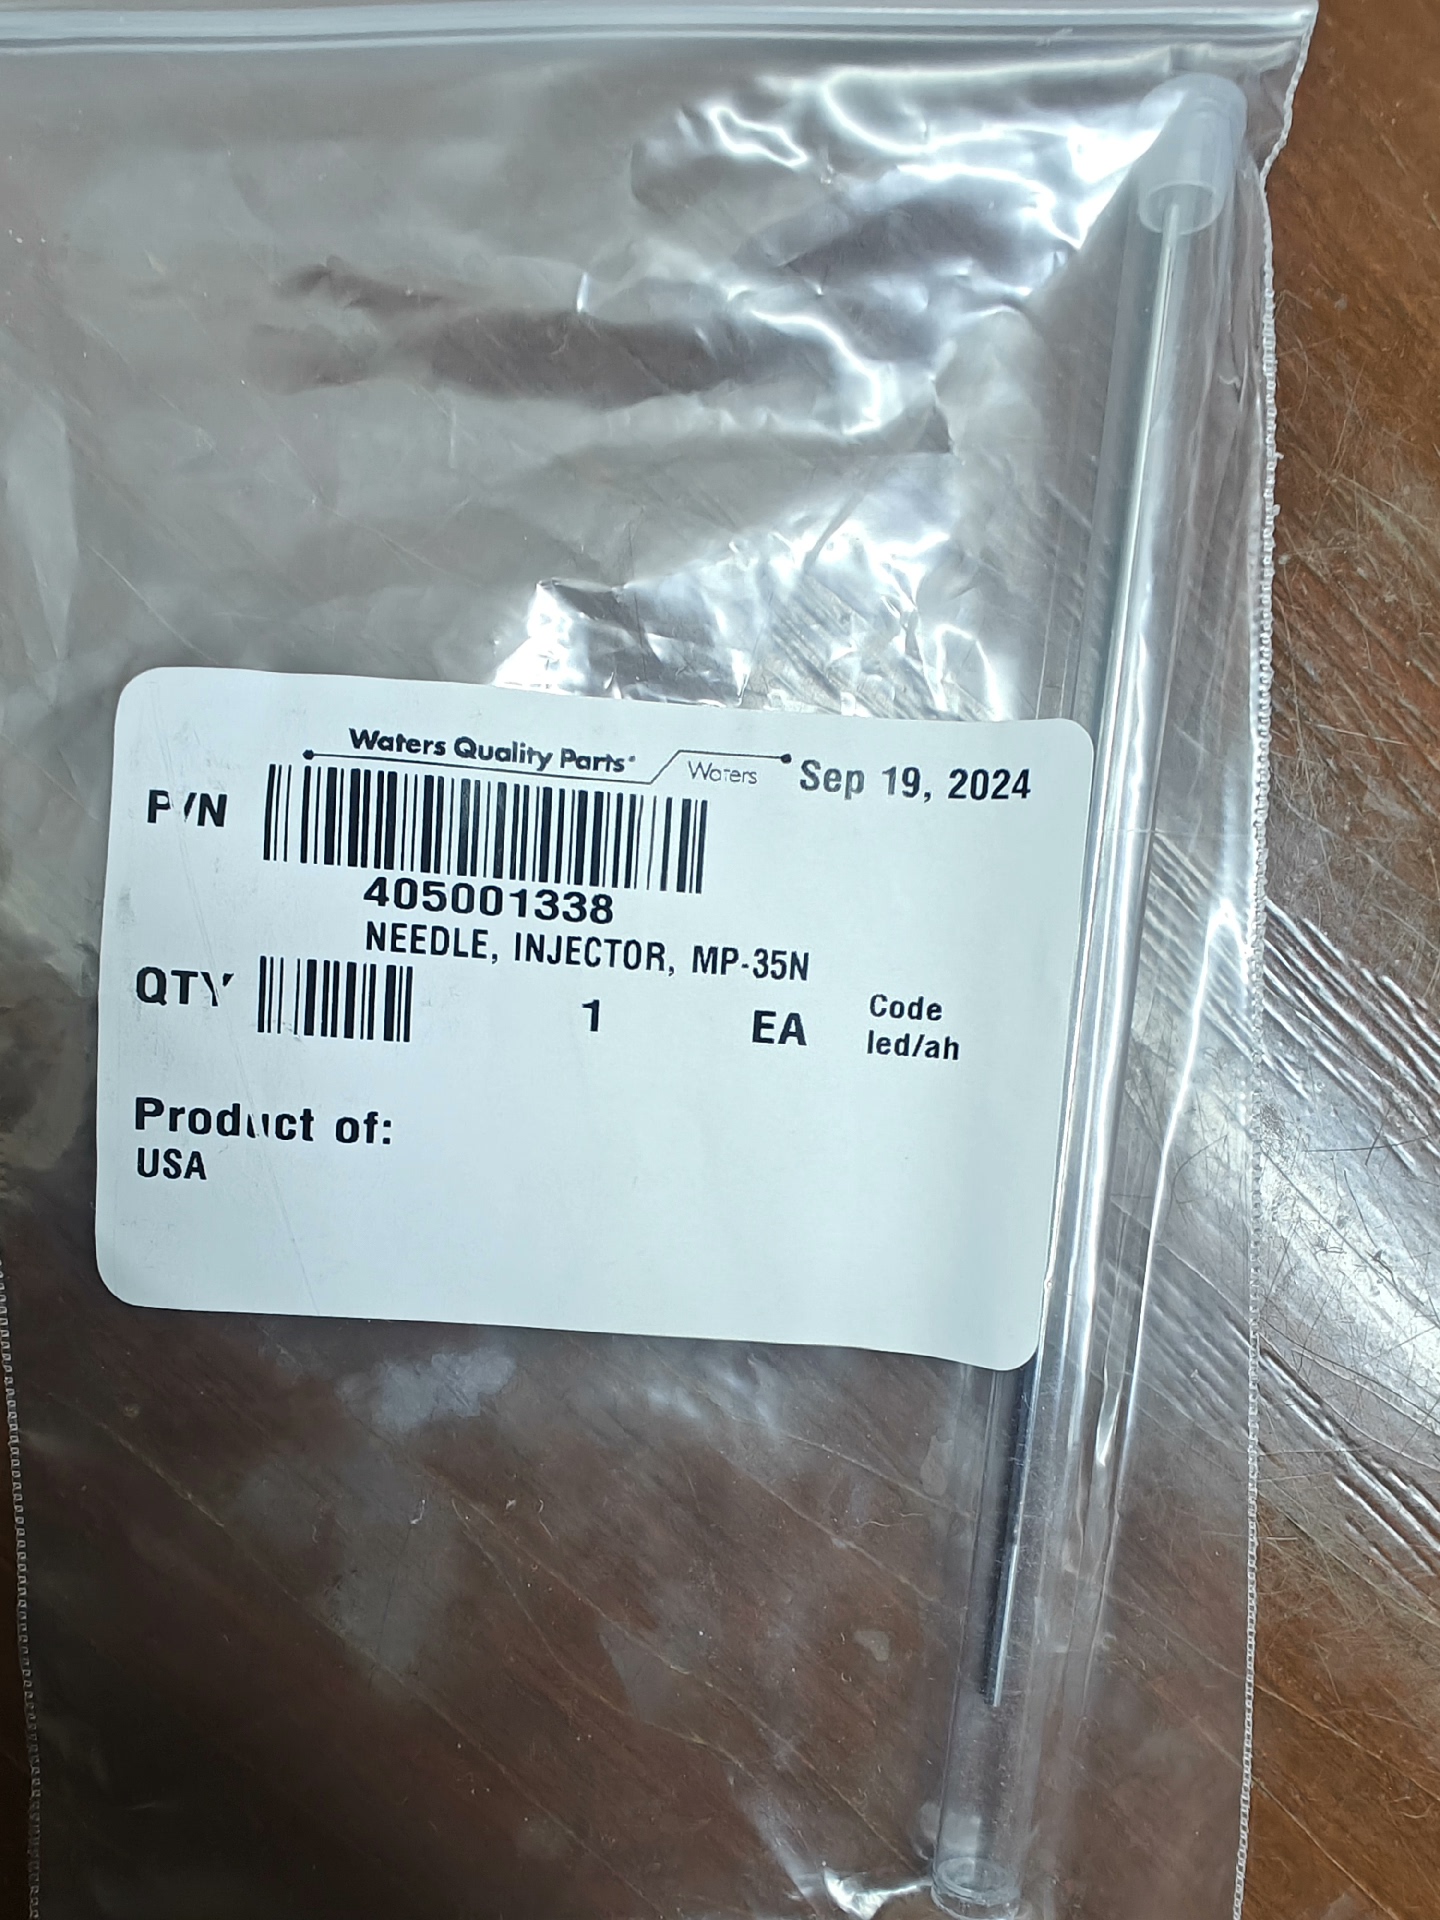 Waters Quality Parts®
Waters
Sep 19, 2024
P/N
405001338
NEEDLE, INJECTOR, MP-35N
QTY 1 EA
Code
led/ah
Product of:
USA